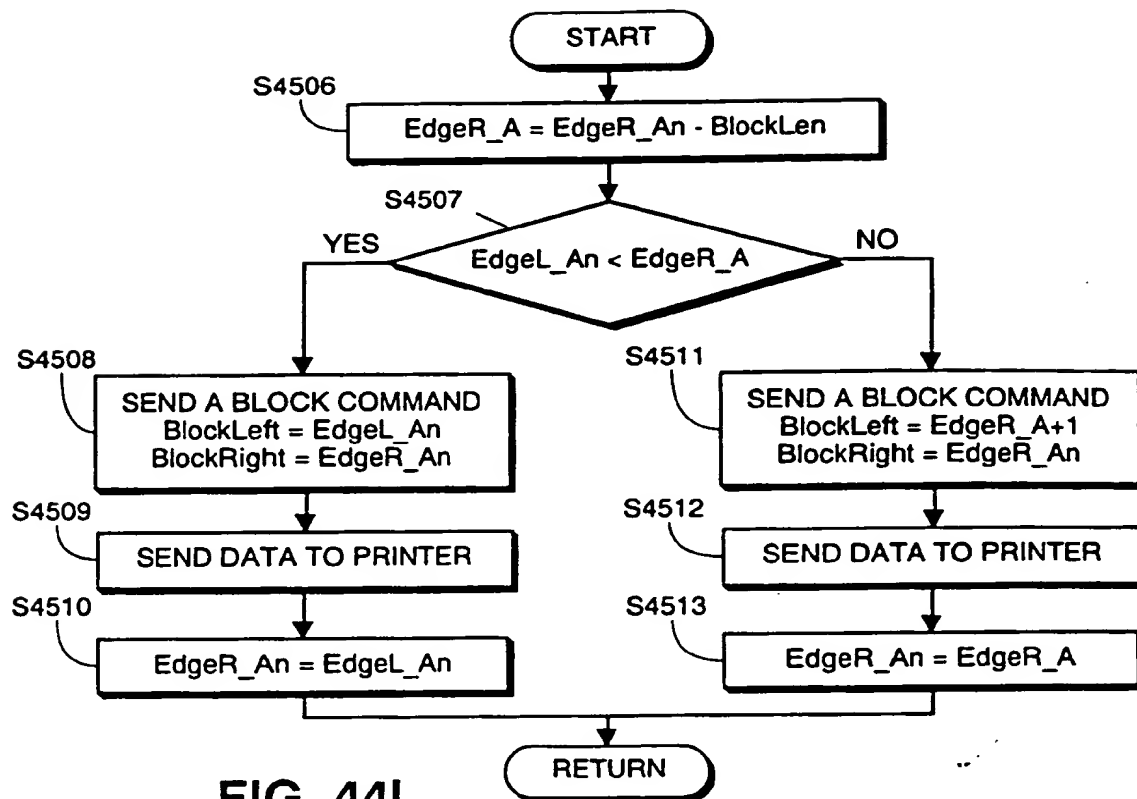 START
S4506
EdgeR_A = EdgeR_An - BlockLen
S4507
YES
NO
EdgeL_An < EdgeR_A
S4508
SEND A BLOCK COMMAND
BlockLeft = EdgeL_An
BlockRight = EdgeR_An
S4511
SEND A BLOCK COMMAND
BlockLeft = EdgeR_A+1
BlockRight = EdgeR_An
S4509
SEND DATA TO PRINTER
S4512
SEND DATA TO PRINTER
S4510
EdgeR_An = EdgeL_An
S4513
EdgeR_An = EdgeR_A
RETURN
FIG. 44I